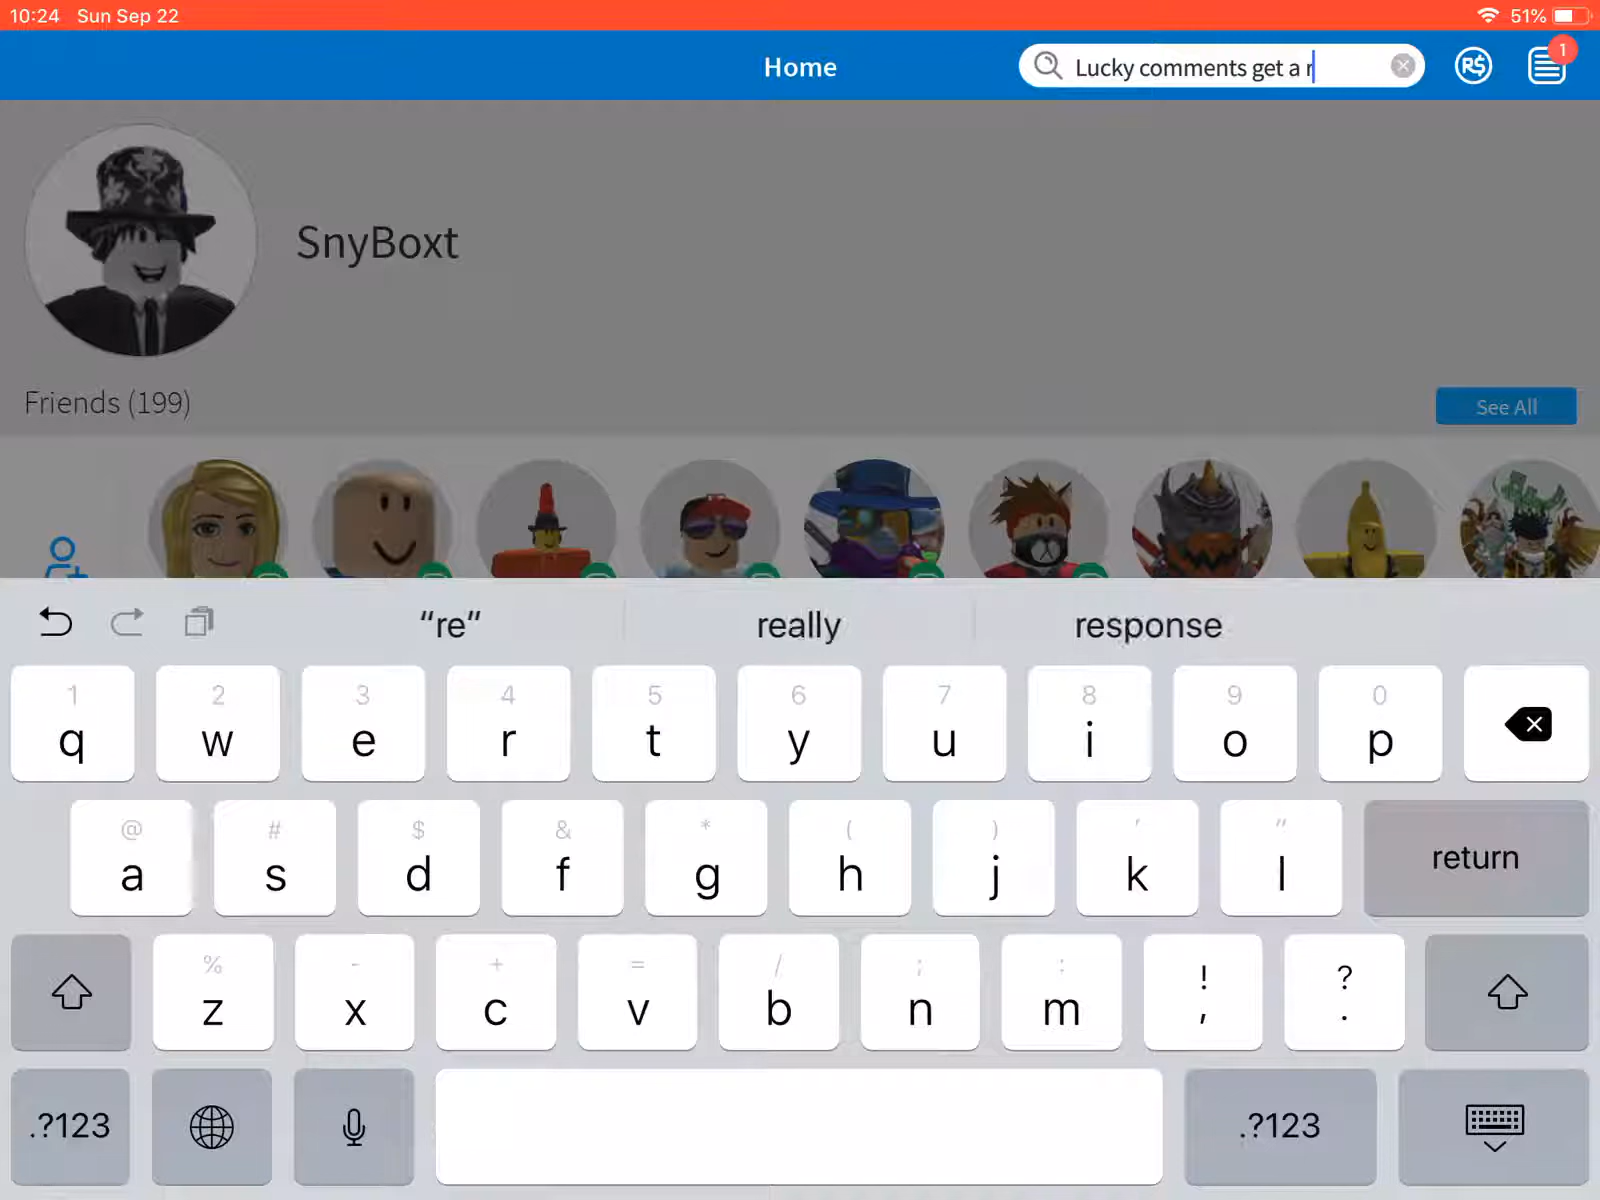 10:24 Sun Sep 22 51%
Home
Lucky comments get a r
R$
1
SnyBoxt
Friends (199)
See All
“re” really response
1 2 3 4 5 6 7 8 9 0
q w e r t y u i o p
@ # $ & * ( ) ' "
a s d f g h j k l return
% - + = / ; : ! ?
z x c v b n m , .
.?123 .?123